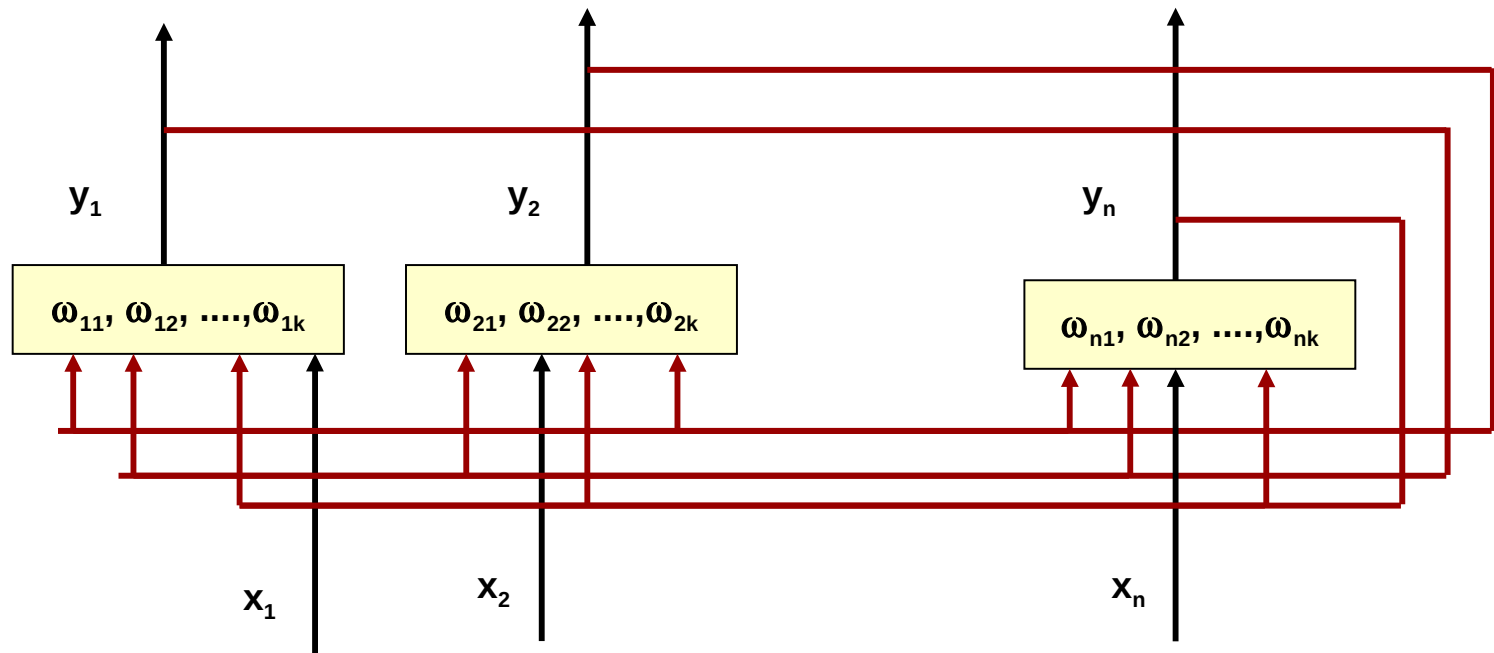 y1 y2 yn
ω11, ω12, ....,ω1k ω21, ω22, ....,ω2k ωn1, ωn2, ....,ωnk
x1 x2 xn